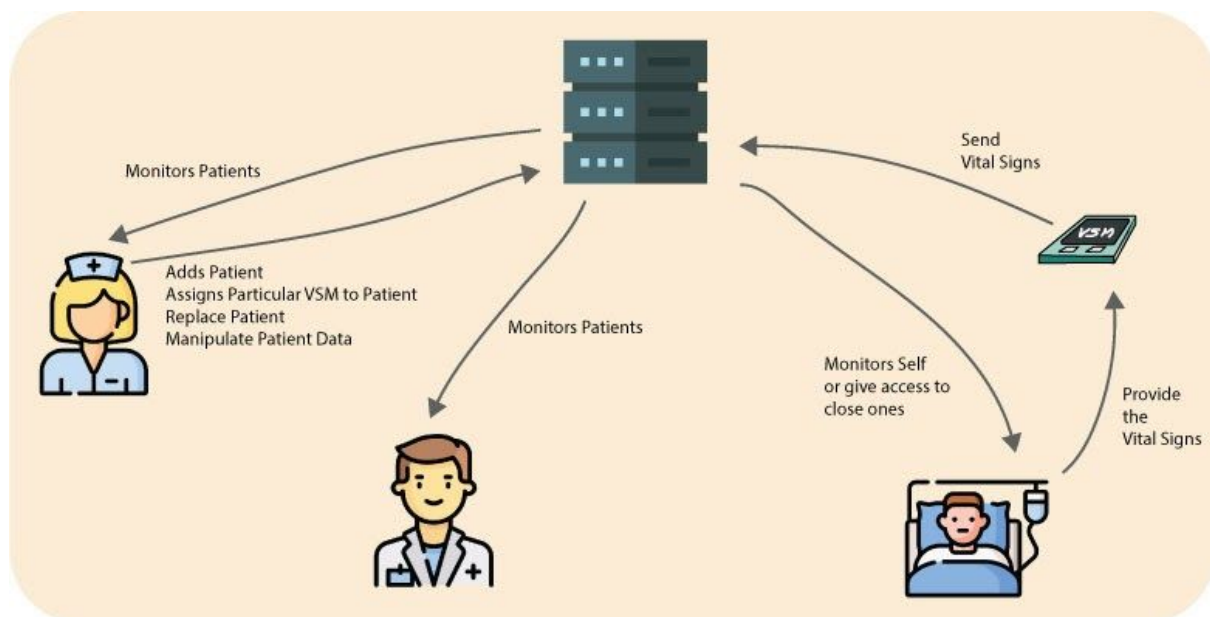 Send
Vital Signs
Monitors Patients
VSM
Adds Patient
Assigns Particular VSM to Patient
Replace Patient
Manipulate Patient Data
Monitors Patients
Monitors Self
or give access to
close ones
Provide
the
Vital Signs